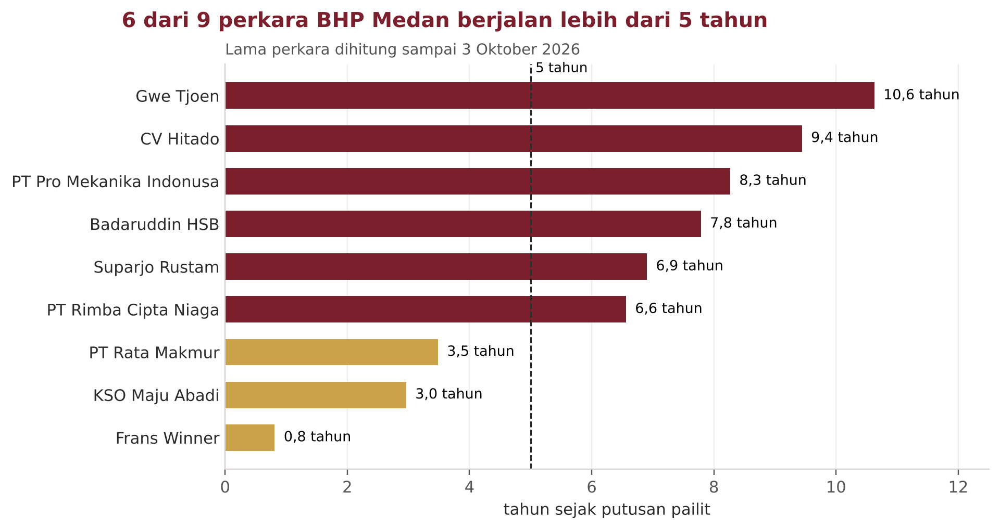 6 dari 9 perkara BHP Medan berjalan lebih dari 5 tahun
Lama perkara dihitung sampai 3 Oktober 2026
5 tahun
Gwe Tjoen 10,6 tahun
CV Hitado 9,4 tahun
PT Pro Mekanika Indonusa 8,3 tahun
Badaruddin HSB 7,8 tahun
Suparjo Rustam 6,9 tahun
PT Rimba Cipta Niaga 6,6 tahun
PT Rata Makmur 3,5 tahun
KSO Maju Abadi 3,0 tahun
Frans Winner 0,8 tahun
0 2 4 6 8 10 12
tahun sejak putusan pailit